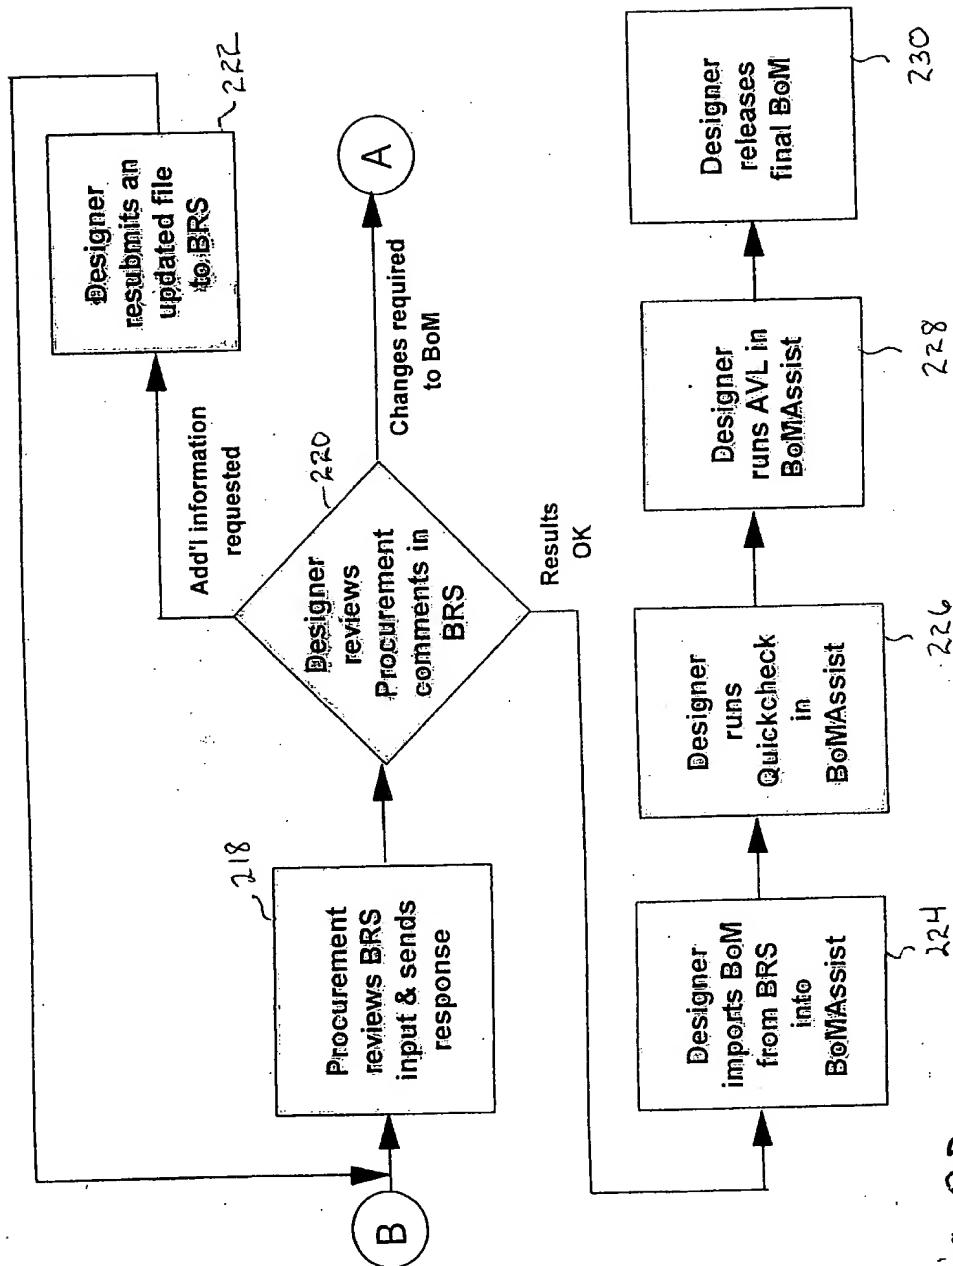 Designer
resubmits an
updated file
to BRS
222
Add'l information
requested
B
Procurement
reviews BRS
input & sends
response
218
Designer
reviews
Procurement
comments in
BRS
220
Changes required
to BoM
A
Results
OK
Designer
imports BoM
from BRS
into
BoMAssist
224
Designer
runs
Quickcheck
in
BoMAssist
226
Designer
runs AVL in
BoMAssist
228
Designer
releases
final BoM
230